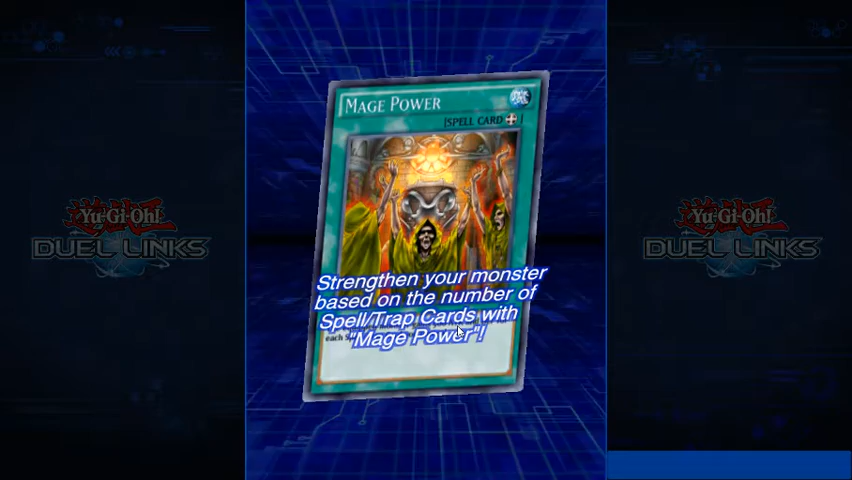 Yu-Gi-Oh!
DUEL LINKS
MAGE POWER
[SPELL CARD ]
Strengthen your monster
based on the number of
Spell/Trap Cards with
each S
"Mage Power"!
Yu-Gi-Oh!
DUEL LINKS